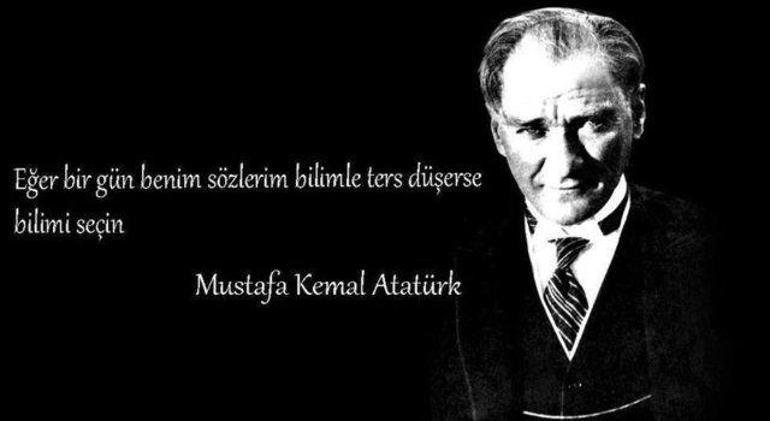 Eğer bir gün benim sözlerim bilimle ters düşerse
bilimi seçin
Mustafa Kemal Atatürk